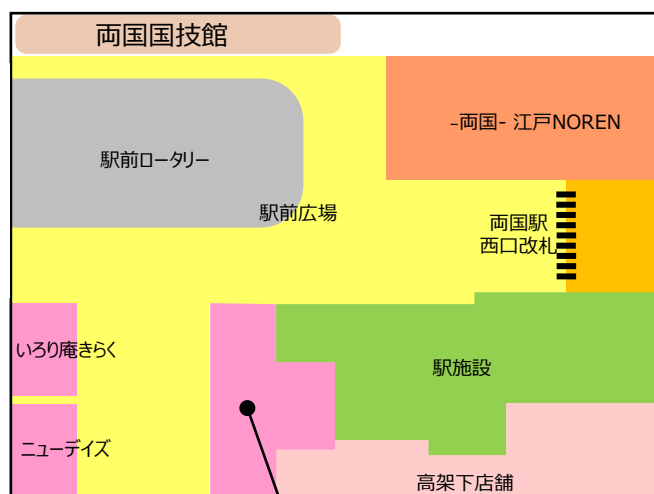 両国国技館
-両国- 江戸NOREN
駅前ロータリー
駅前広場
両国駅
西口改札
いろり庵きらく
駅施設
ニューデイズ
高架下店舗